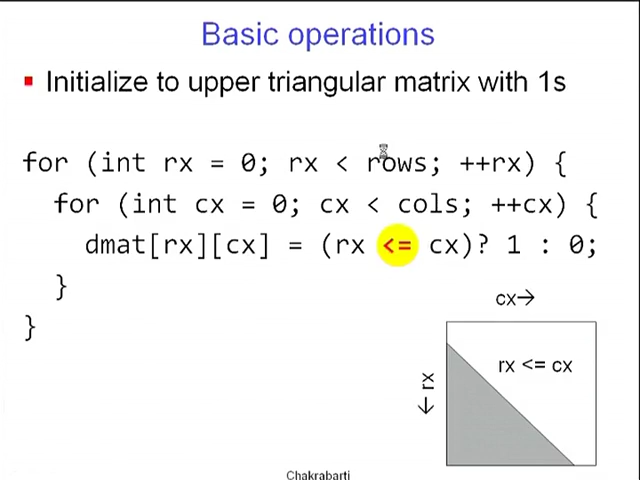 Basic operations
Initialize to upper triangular matrix with 1s
for (int rx = 0; rx < rows; ++rx) {
for (int cx = 0; cx < cols; ++cx) {
dmat[rx][cx] = (rx <= cx)? 1 : 0;
}
}
cx→
rx <= cx
← rx
Chakrabarti